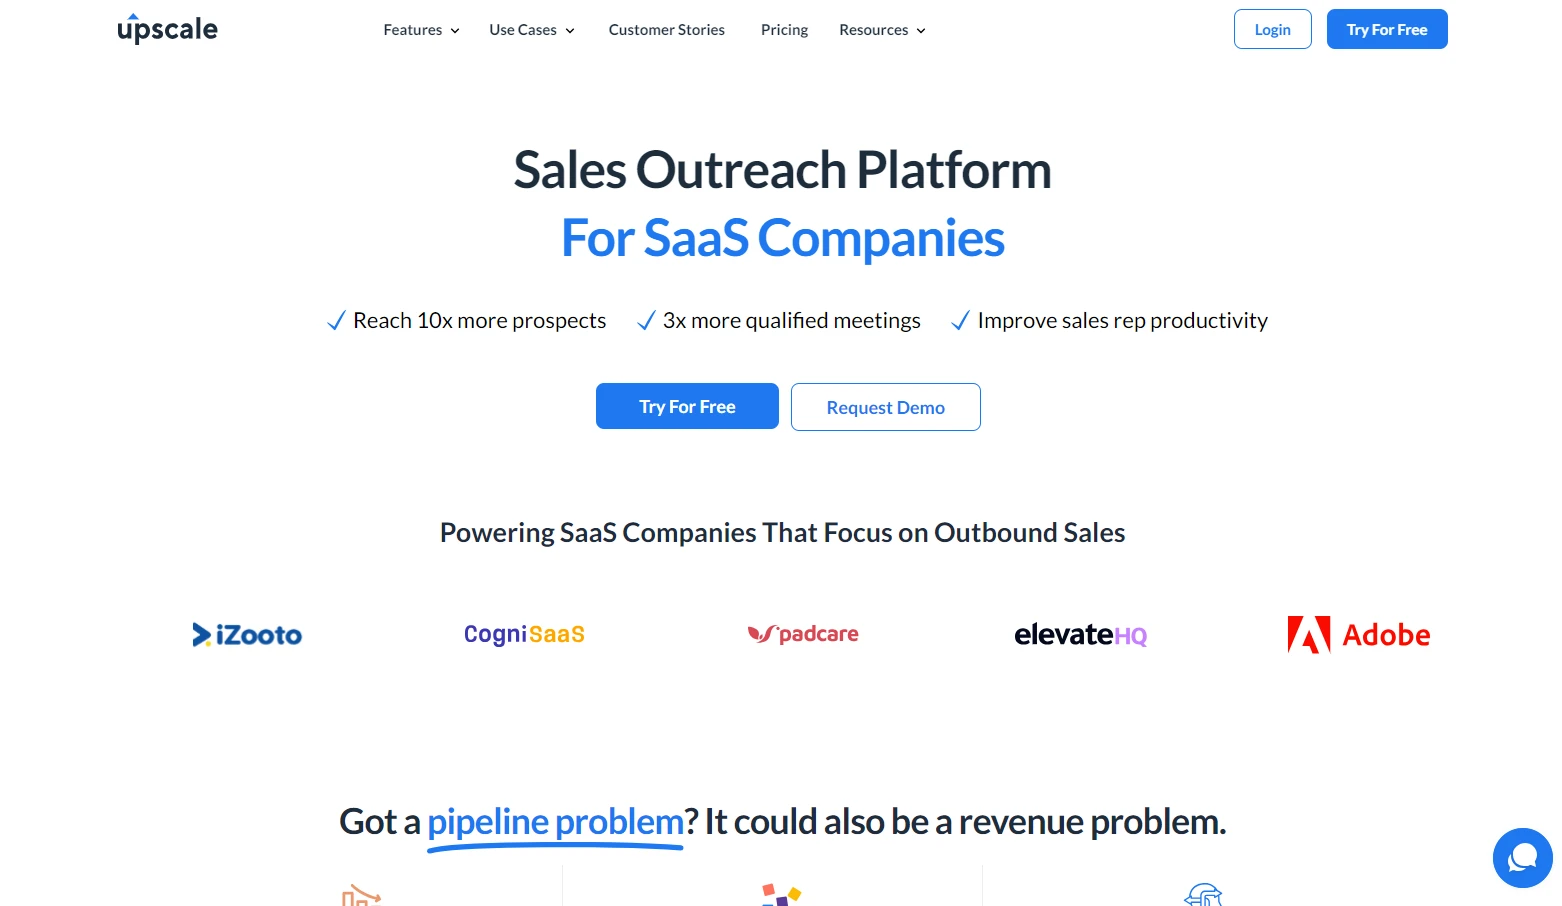 upscale
Features
Use Cases
Customer Stories
Pricing
Resources
Login
Try For Free
Sales Outreach Platform
For SaaS Companies
Reach 10x more prospects
3x more qualified meetings
Improve sales rep productivity
Try For Free
Request Demo
Powering SaaS Companies That Focus on Outbound Sales
iZooto
CogniSaaS
padcare
elevateHQ
Adobe
Got a pipeline problem? It could also be a revenue problem.